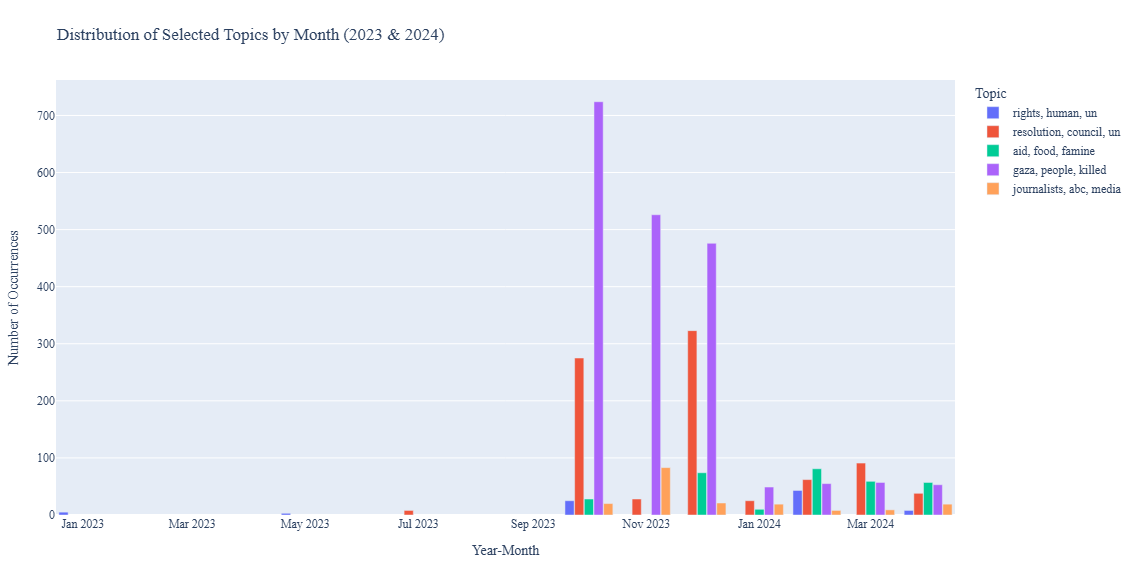 Distribution of Selected Topics by Month (2023 & 2024)
Topic
rights, human, un
resolution, council, un
aid, food, famine
gaza, people, killed
journalists, abc, media
Number of Occurrences
700
600
500
400
300
200
100
0
Jan 2023
Mar 2023
May 2023
Jul 2023
Sep 2023
Nov 2023
Jan 2024
Mar 2024
Year-Month